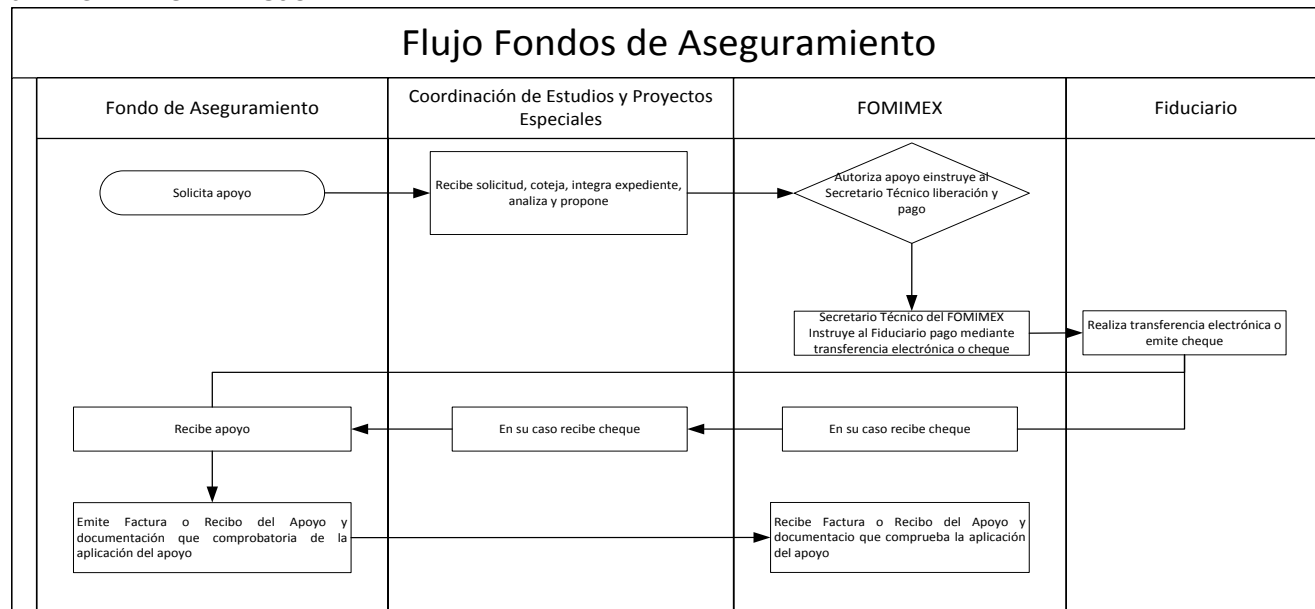 Flujo Fondos de Aseguramiento
Fondo de Aseguramiento
Coordinación de Estudios y Proyectos
Especiales
FOMIMEX
Fiduciario
Solicita apoyo
Recibe solicitud, coteja, integra expediente,
analiza y propone
Autoriza apoyo einstruye al
Secretario Técnico liberación y
pago
Secretario Técnico del FOMIMEX
Instruye al Fiduciario pago mediante
transferencia electrónica o cheque
Realiza transferencia electrónica o
emite cheque
Recibe apoyo
En su caso recibe cheque
En su caso recibe cheque
Emite Factura o Recibo del Apoyo y
documentación que comprobatoria de la
aplicación del apoyo
Recibe Factura o Recibo del Apoyo y
documentacio que comprueba la aplicación
del apoyo